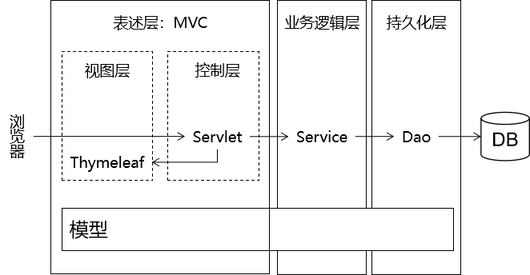 表述层：MVC
业务逻辑层
持久化层
视图层
控制层
浏览器
Servlet
Service
Dao
DB
Thymeleaf
模型